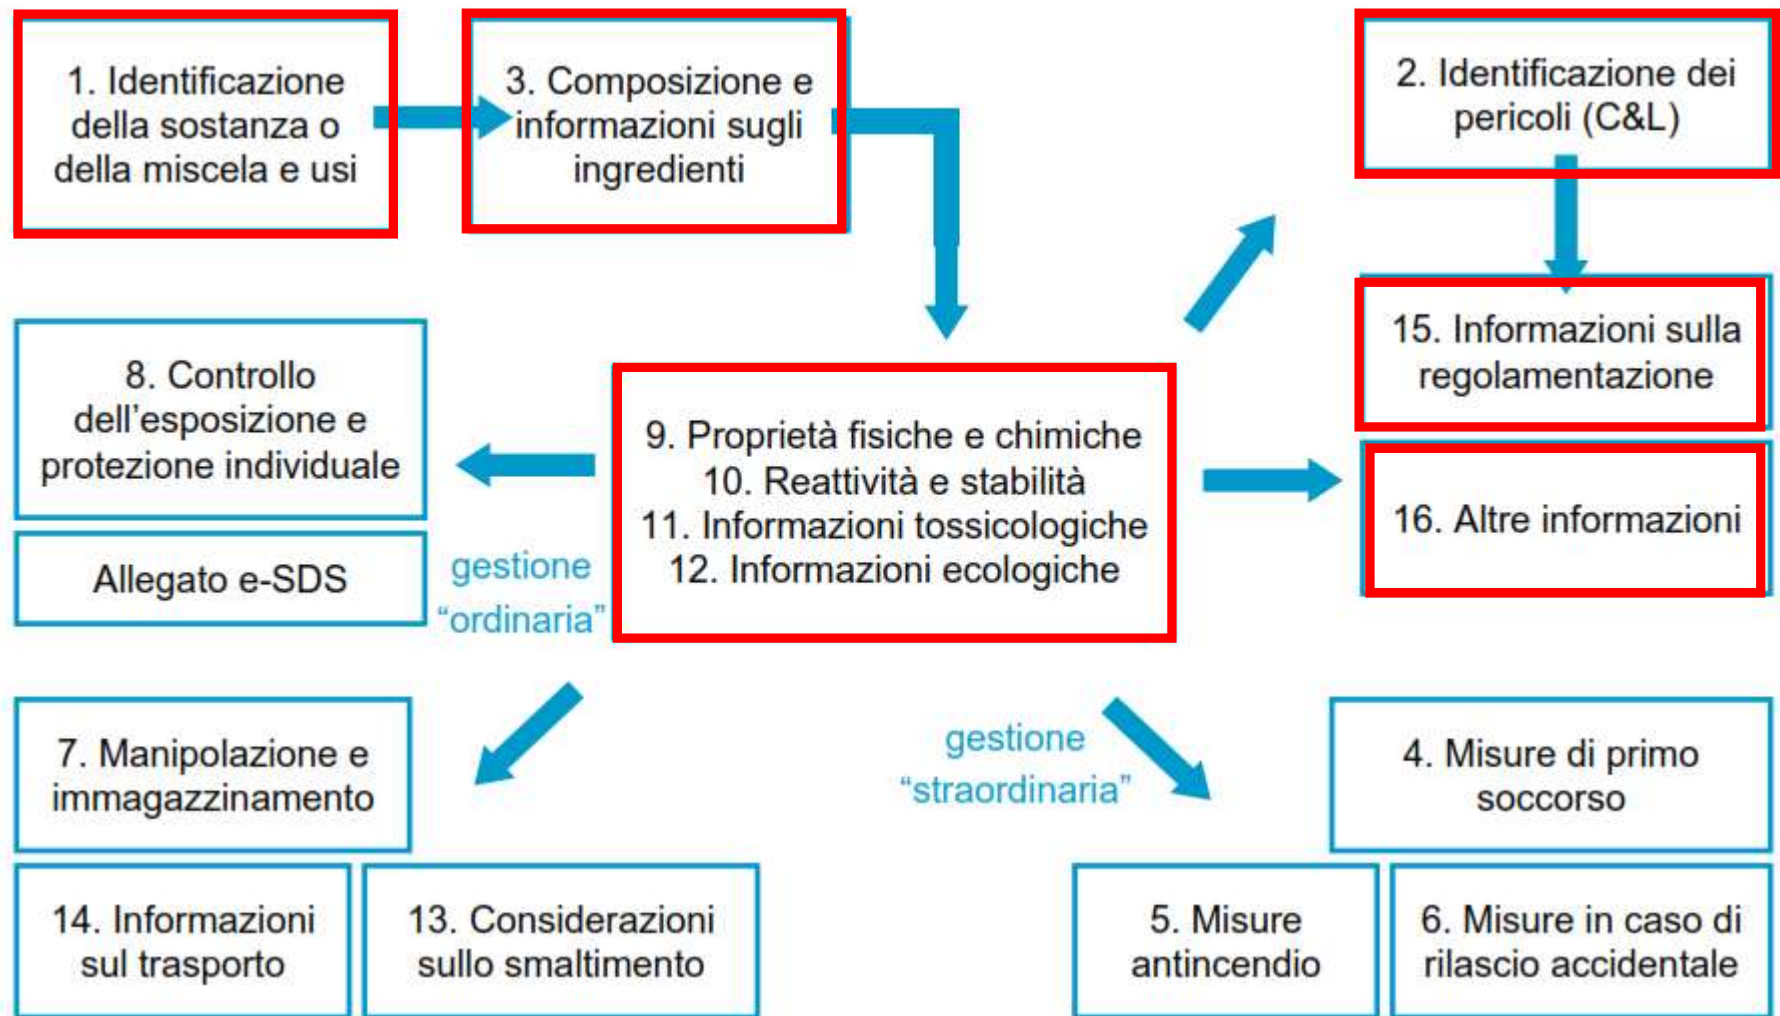 1. Identificazione
della sostanza o
della miscela e usi
3. Composizione e
informazioni sugli
ingredienti
2. Identificazione dei
pericoli (C&L)
15. Informazioni sulla
regolamentazione
16. Altre informazioni
8. Controllo
dell’esposizione e
protezione individuale
Allegato e-SDS
gestione
“ordinaria”
9. Proprietà fisiche e chimiche
10. Reattività e stabilità
11. Informazioni tossicologiche
12. Informazioni ecologiche
7. Manipolazione e
immagazzinamento
14. Informazioni
sul trasporto
13. Considerazioni
sullo smaltimento
gestione
“straordinaria”
4. Misure di primo
soccorso
5. Misure
antincendio
6. Misure in caso di
rilascio accidentale